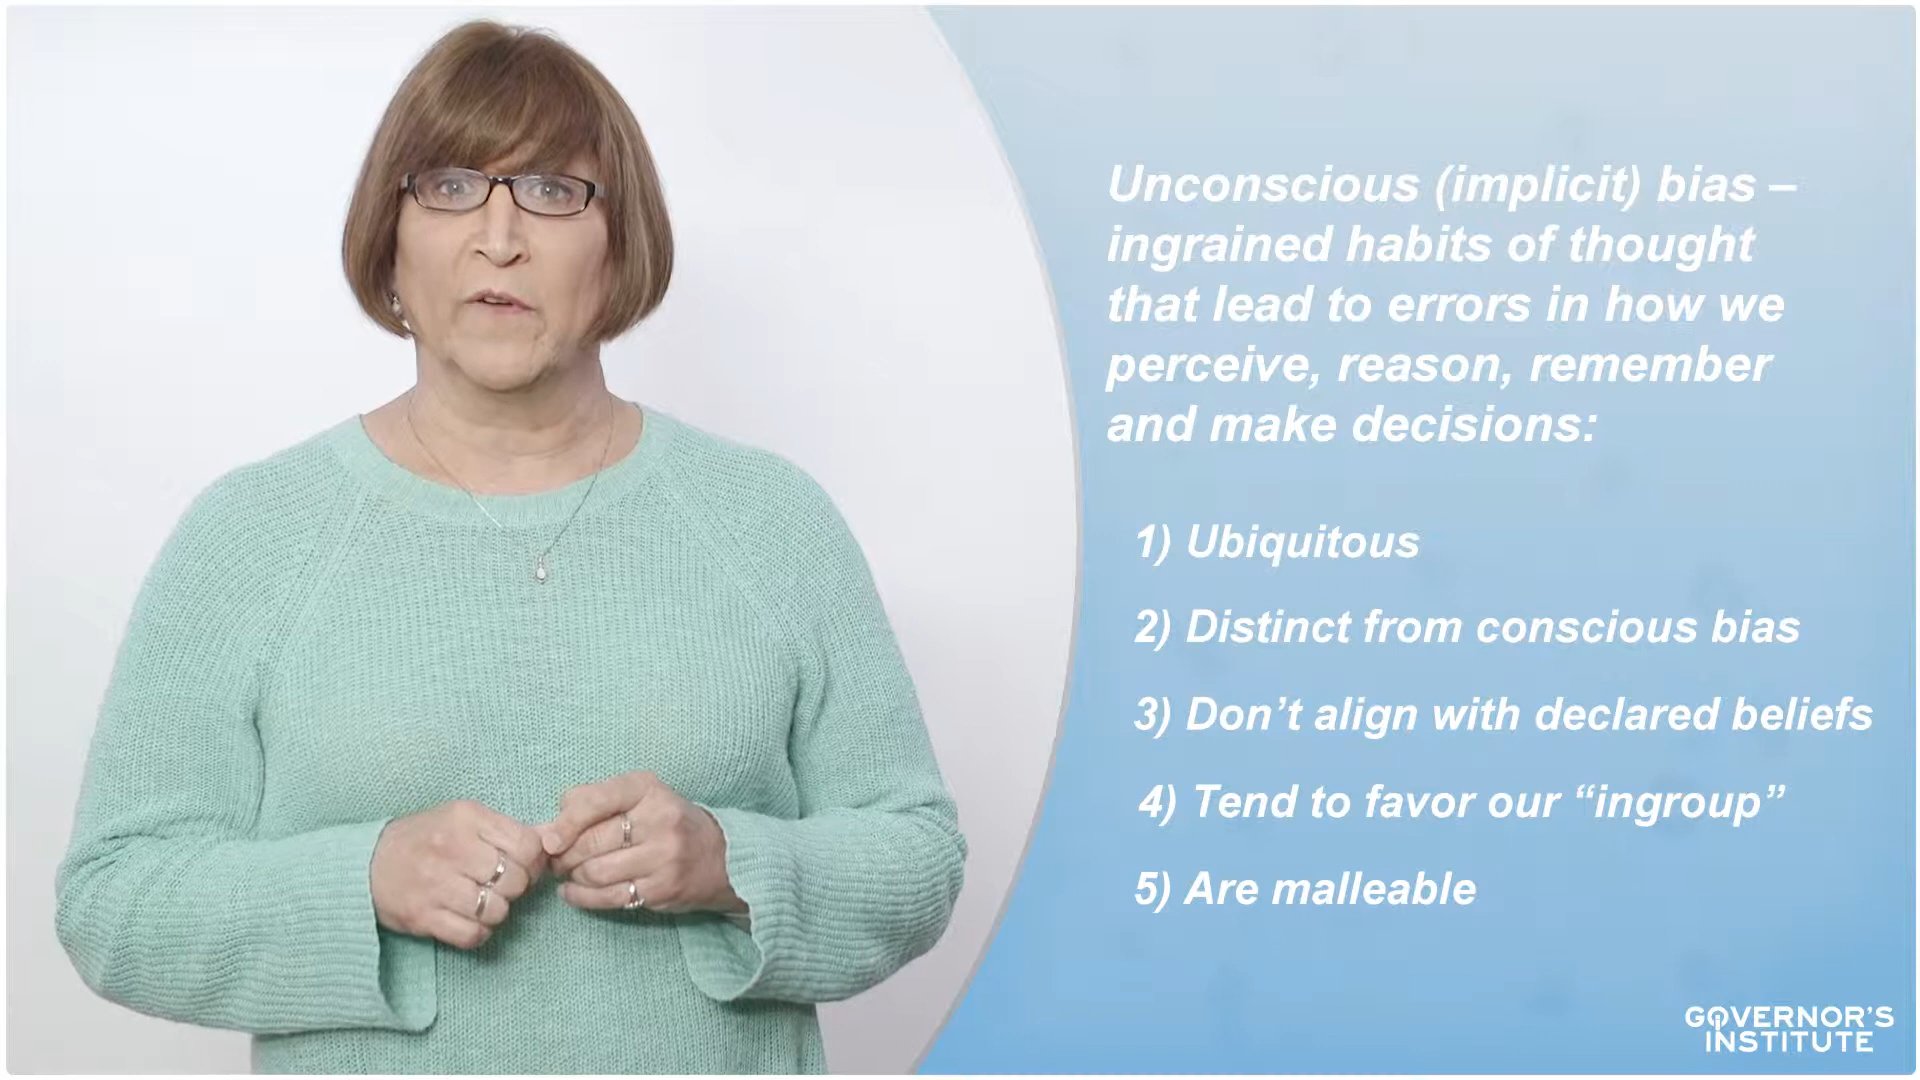 Unconscious (implicit) bias –
ingrained habits of thought
that lead to errors in how we
perceive, reason, remember
and make decisions:
1) Ubiquitous
2) Distinct from conscious bias
3) Don’t align with declared beliefs
4) Tend to favor our “ingroup”
5) Are malleable
GOVERNOR’S
INSTITUTE